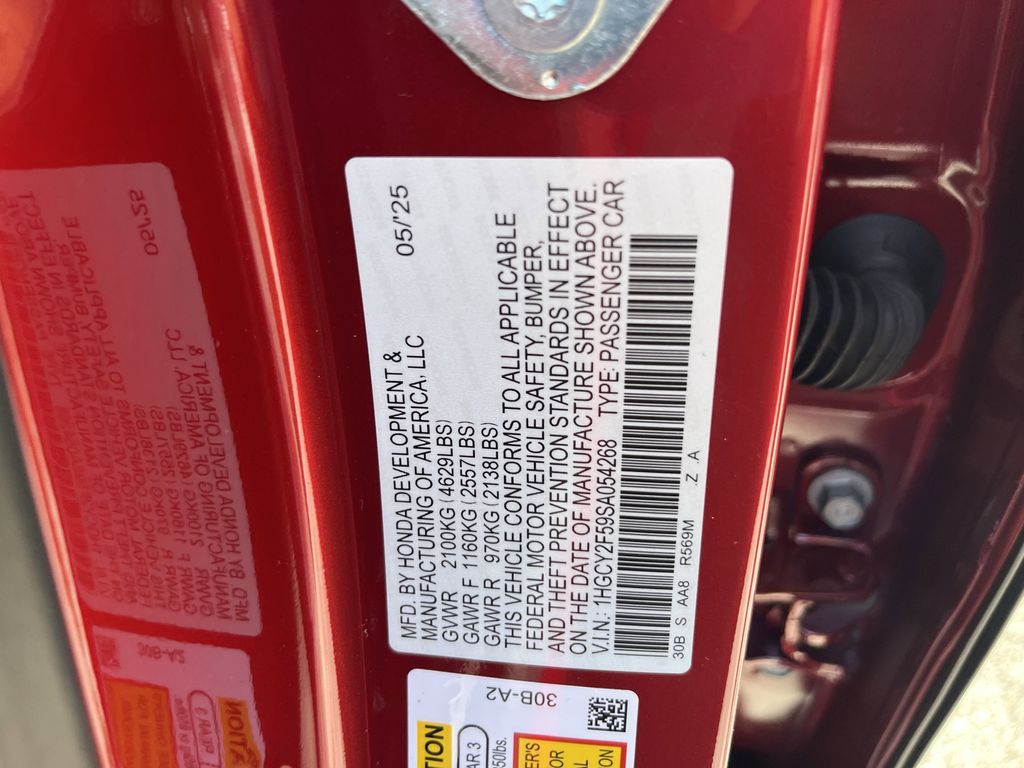 MFD. BY HONDA DEVELOPMENT & 05/'25
MANUFACTURING OF AMERICA, LLC
GVWR 2100KG (4629LBS)
GAWR F 1160KG (2557LBS)
GAWR R 970KG (2138LBS)
THIS VEHICLE CONFORMS TO ALL APPLICABLE
FEDERAL MOTOR VEHICLE SAFETY, BUMPER,
AND THEFT PREVENTION STANDARDS IN EFFECT
ON THE DATE OF MANUFACTURE SHOWN ABOVE.
V.I.N.: 1HGCY2F59SA054268 TYPE: PASSENGER CAR
30B S AA8 R569M .Z .A
30B-A2